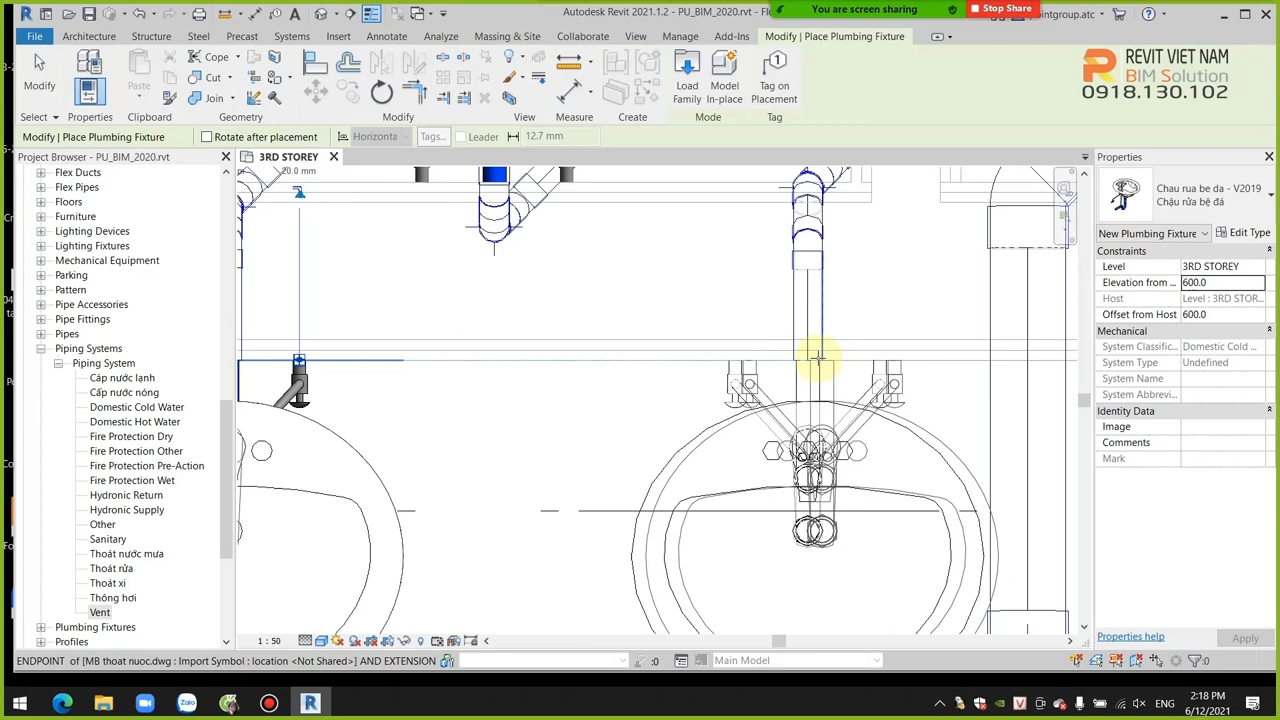 Autodesk Revit 2021.1.2 - PU_BIM_2020.rvt - Fl
You are screen sharing
Stop Share
ointgroup.atc
File
Architecture
Structure
Steel
Precast
Systems
Insert
Annotate
Analyze
Massing & Site
Collaborate
View
Manage
Add-Ins
Modify | Place Plumbing Fixture
REVIT VIET NAM
BIM Solution
0918.130.102
Modify
Paste
Cope
Cut
Join
Load Family
Model In-place
Tag on Placement
Select
Properties
Clipboard
Geometry
Modify
View
Measure
Create
Mode
Tag
Modify | Place Plumbing Fixture
Rotate after placement
Horizonta
Tags...
Leader
12.7 mm
Project Browser - PU_BIM_2020.rvt
Flex Ducts
Flex Pipes
Floors
Furniture
Lighting Devices
Lighting Fixtures
Mechanical Equipment
Parking
Pattern
Pipe Accessories
Pipe Fittings
Pipes
Piping Systems
Piping System
Cáp nước lạnh
Cấp nước nóng
Domestic Cold Water
Domestic Hot Water
Fire Protection Dry
Fire Protection Other
Fire Protection Pre-Action
Fire Protection Wet
Hydronic Return
Hydronic Supply
Other
Sanitary
Thoát nước mưa
Thoát rửa
Thoát xi
Thông hơi
Vent
Plumbing Fixtures
Profiles
3RD STOREY
20.0 mm
1 : 50
Properties
Chau rua be da - V2019
Chậu rửa bệ đá
New Plumbing Fixture
Edit Type
Constraints
Level
3RD STOREY
Elevation from ...
600.0
Host
Level : 3RD STOR...
Offset from Host
600.0
Mechanical
System Classific...
Domestic Cold ...
System Type
Undefined
System Name
System Abbrevi...
Identity Data
Image
Comments
Mark
Properties help
Apply
ENDPOINT of [MB thoat nuoc.dwg : Import Symbol : location <Not Shared>] AND EXTENSION
:0
Main Model
:0
Zalo
ENG
2:18 PM
6/12/2021